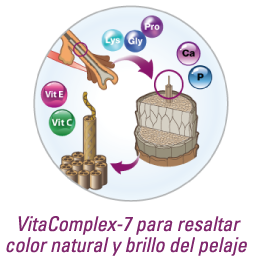 Pro
Lys Gly
Ca
P
Vit E
Vit C
VitaComplex-7 para resaltar
color natural y brillo del pelaje